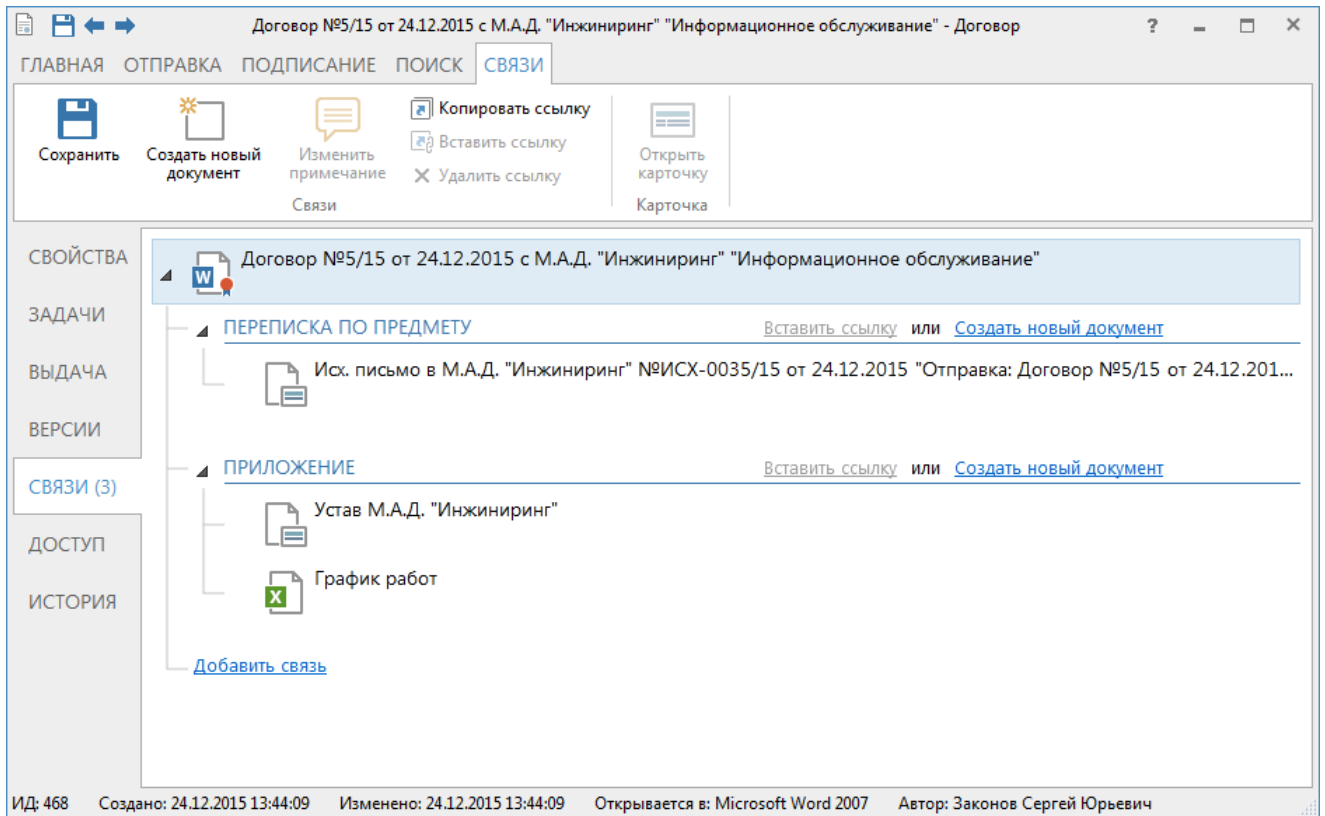 Договор №5/15 от 24.12.2015 с М.А.Д. "Инжиниринг" "Информационное обслуживание" - Договор ?
ГЛАВНАЯ ОТПРАВКА ПОДПИСАНИЕ ПОИСК СВЯЗИ
Сохранить
Создать новый
документ
Изменить
примечание
Копировать ссылку
Вставить ссылку
Удалить ссылку
Связи
Открыть
карточку
Карточка
СВОЙСТВА
ЗАДАЧИ
ВЫДАЧА
ВЕРСИИ
СВЯЗИ (3)
ДОСТУП
ИСТОРИЯ
Договор №5/15 от 24.12.2015 с М.А.Д. "Инжиниринг" "Информационное обслуживание"
ПЕРЕПИСКА ПО ПРЕДМЕТУ Вставить ссылку или Создать новый документ
Исх. письмо в М.А.Д. "Инжиниринг" №ИСХ-0035/15 от 24.12.2015 "Отправка: Договор №5/15 от 24.12.201...
ПРИЛОЖЕНИЕ Вставить ссылку или Создать новый документ
Устав М.А.Д. "Инжиниринг"
График работ
Добавить связь
ИД: 468 Создано: 24.12.2015 13:44:09 Изменено: 24.12.2015 13:44:09 Открывается в: Microsoft Word 2007 Автор: Законов Сергей Юрьевич